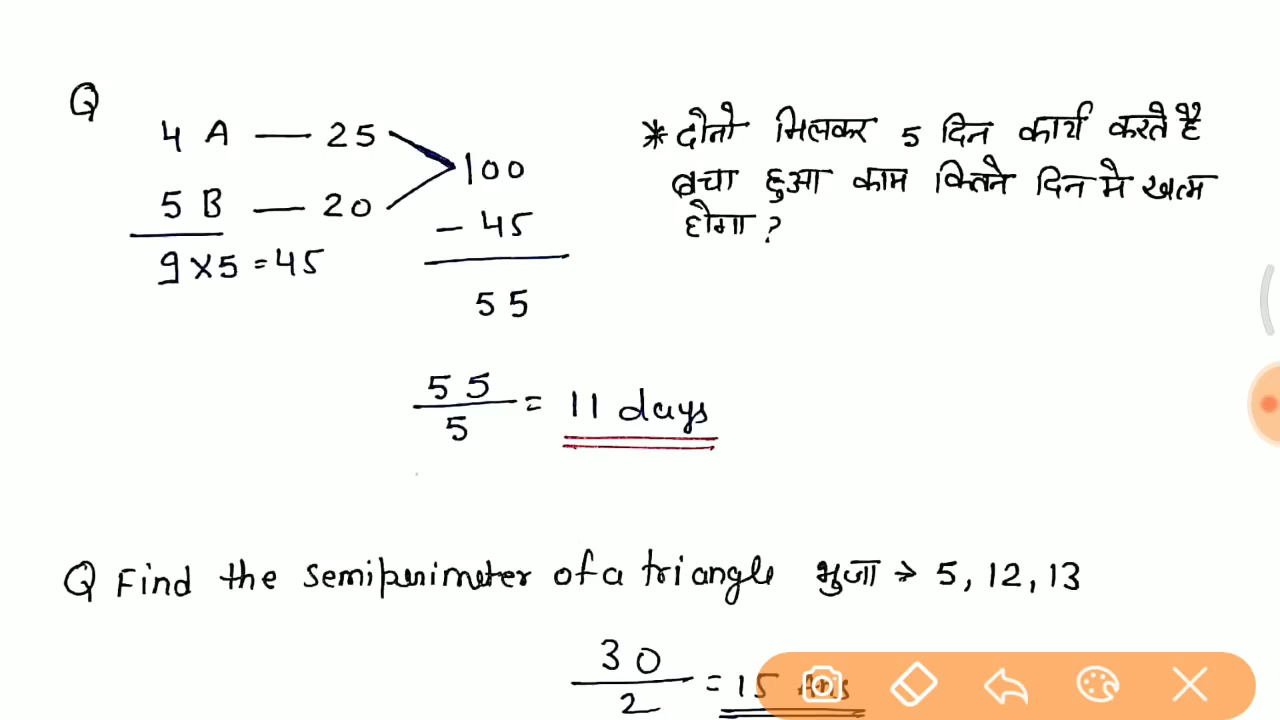 Q
4 A — 25
5 B — 20
9 x 5 = 45
100
- 45
55
* दोनो मिलकर 5 दिन कार्य करते है
बचा हुआ काम कितने दिन मे खत्म
होगा ?
55/5 = 11 days
Q Find the semiperimeter of a triangle भुजा → 5, 12, 13
30/2 = 15 Ans